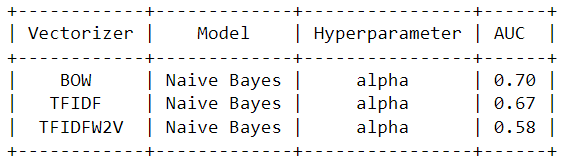 +------------+-------------+----------------+------+
| Vectorizer |    Model    | Hyperparameter | AUC  |
+------------+-------------+----------------+------+
|    BOW     | Naive Bayes |     alpha      | 0.70 |
|   TFIDF    | Naive Bayes |     alpha      | 0.67 |
|  TFIDFW2V  | Naive Bayes |     alpha      | 0.58 |
+------------+-------------+----------------+------+